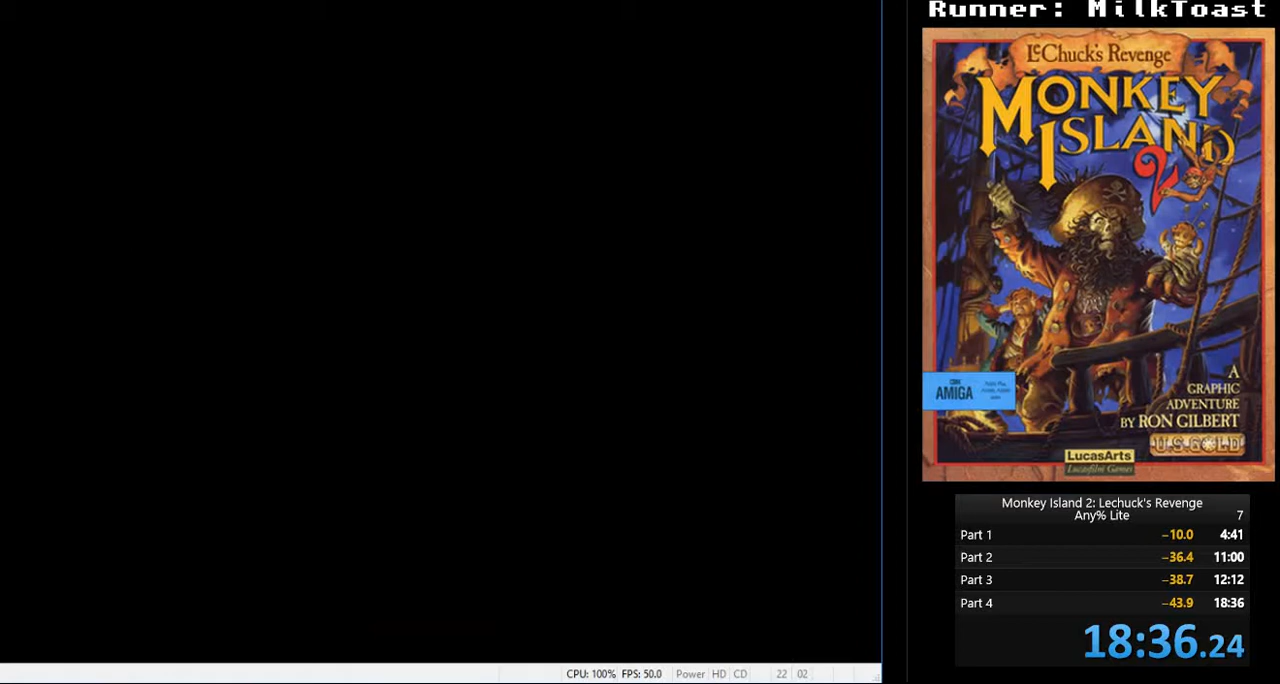 Runner: MilkToast
LeChuck's Revenge
MONKEY
ISLAND
2
AMIGA
A
GRAPHIC
ADVENTURE
BY RON GILBERT
U.S. GOLD
LucasArts
Lucasfilm Games
Monkey Island 2: Lechuck's Revenge
Any% Lite 7
Part 1 −10.0 4:41
Part 2 −36.4 11:00
Part 3 −38.7 12:12
Part 4 −43.9 18:36
18:36.24
CPU: 100% FPS: 50.0 Power HD CD 22 02